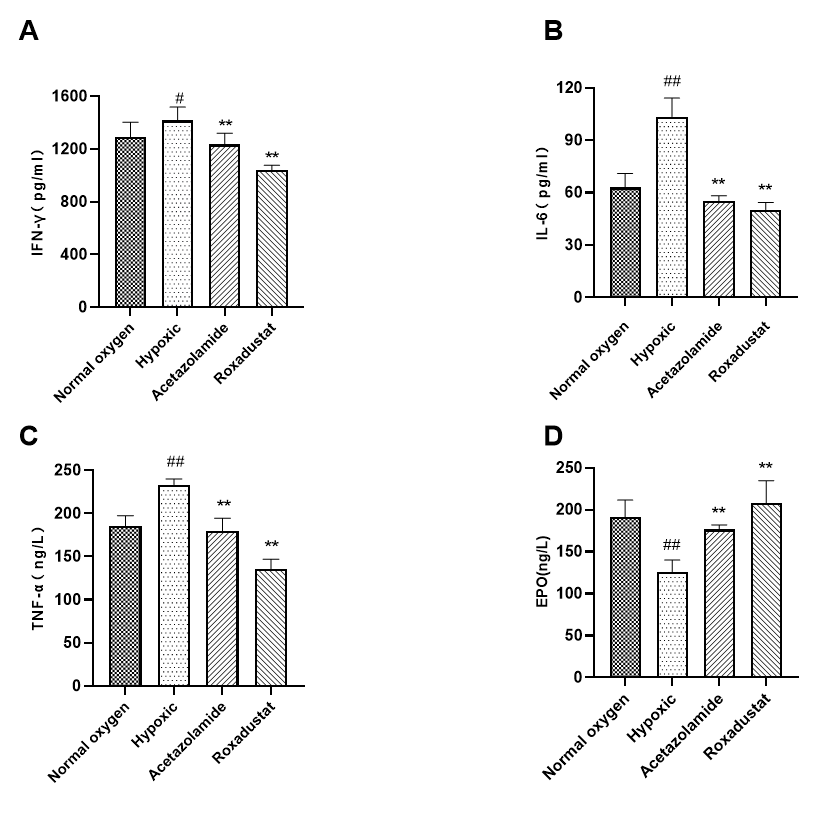 A
IFN-γ ( pg/ml)
1600
1200
800
400
0
#
**
**
Normal oxygen
Hypoxic
Acetazolamide
Roxadustat
B
IL-6 ( pg/ml)
120
90
60
30
0
##
**
**
Normal oxygen
Hypoxic
Acetazolamide
Roxadustat
C
TNF-α ( ng/L)
250
200
150
100
50
0
##
**
**
Normal oxygen
Hypoxic
Acetazolamide
Roxadustat
D
EPO(ng/L)
250
200
150
100
50
0
##
**
**
Normal oxygen
Hypoxic
Acetazolamide
Roxadustat